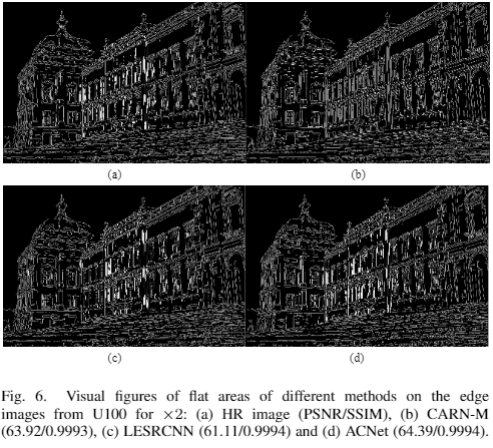 (a)
(b)
(c)
(d)
Fig. 6. Visual figures of flat areas of different methods on the edge
images from U100 for ×2: (a) HR image (PSNR/SSIM), (b) CARN-M
(63.92/0.9993), (c) LESRCNN (61.11/0.9994) and (d) ACNet (64.39/0.9994).